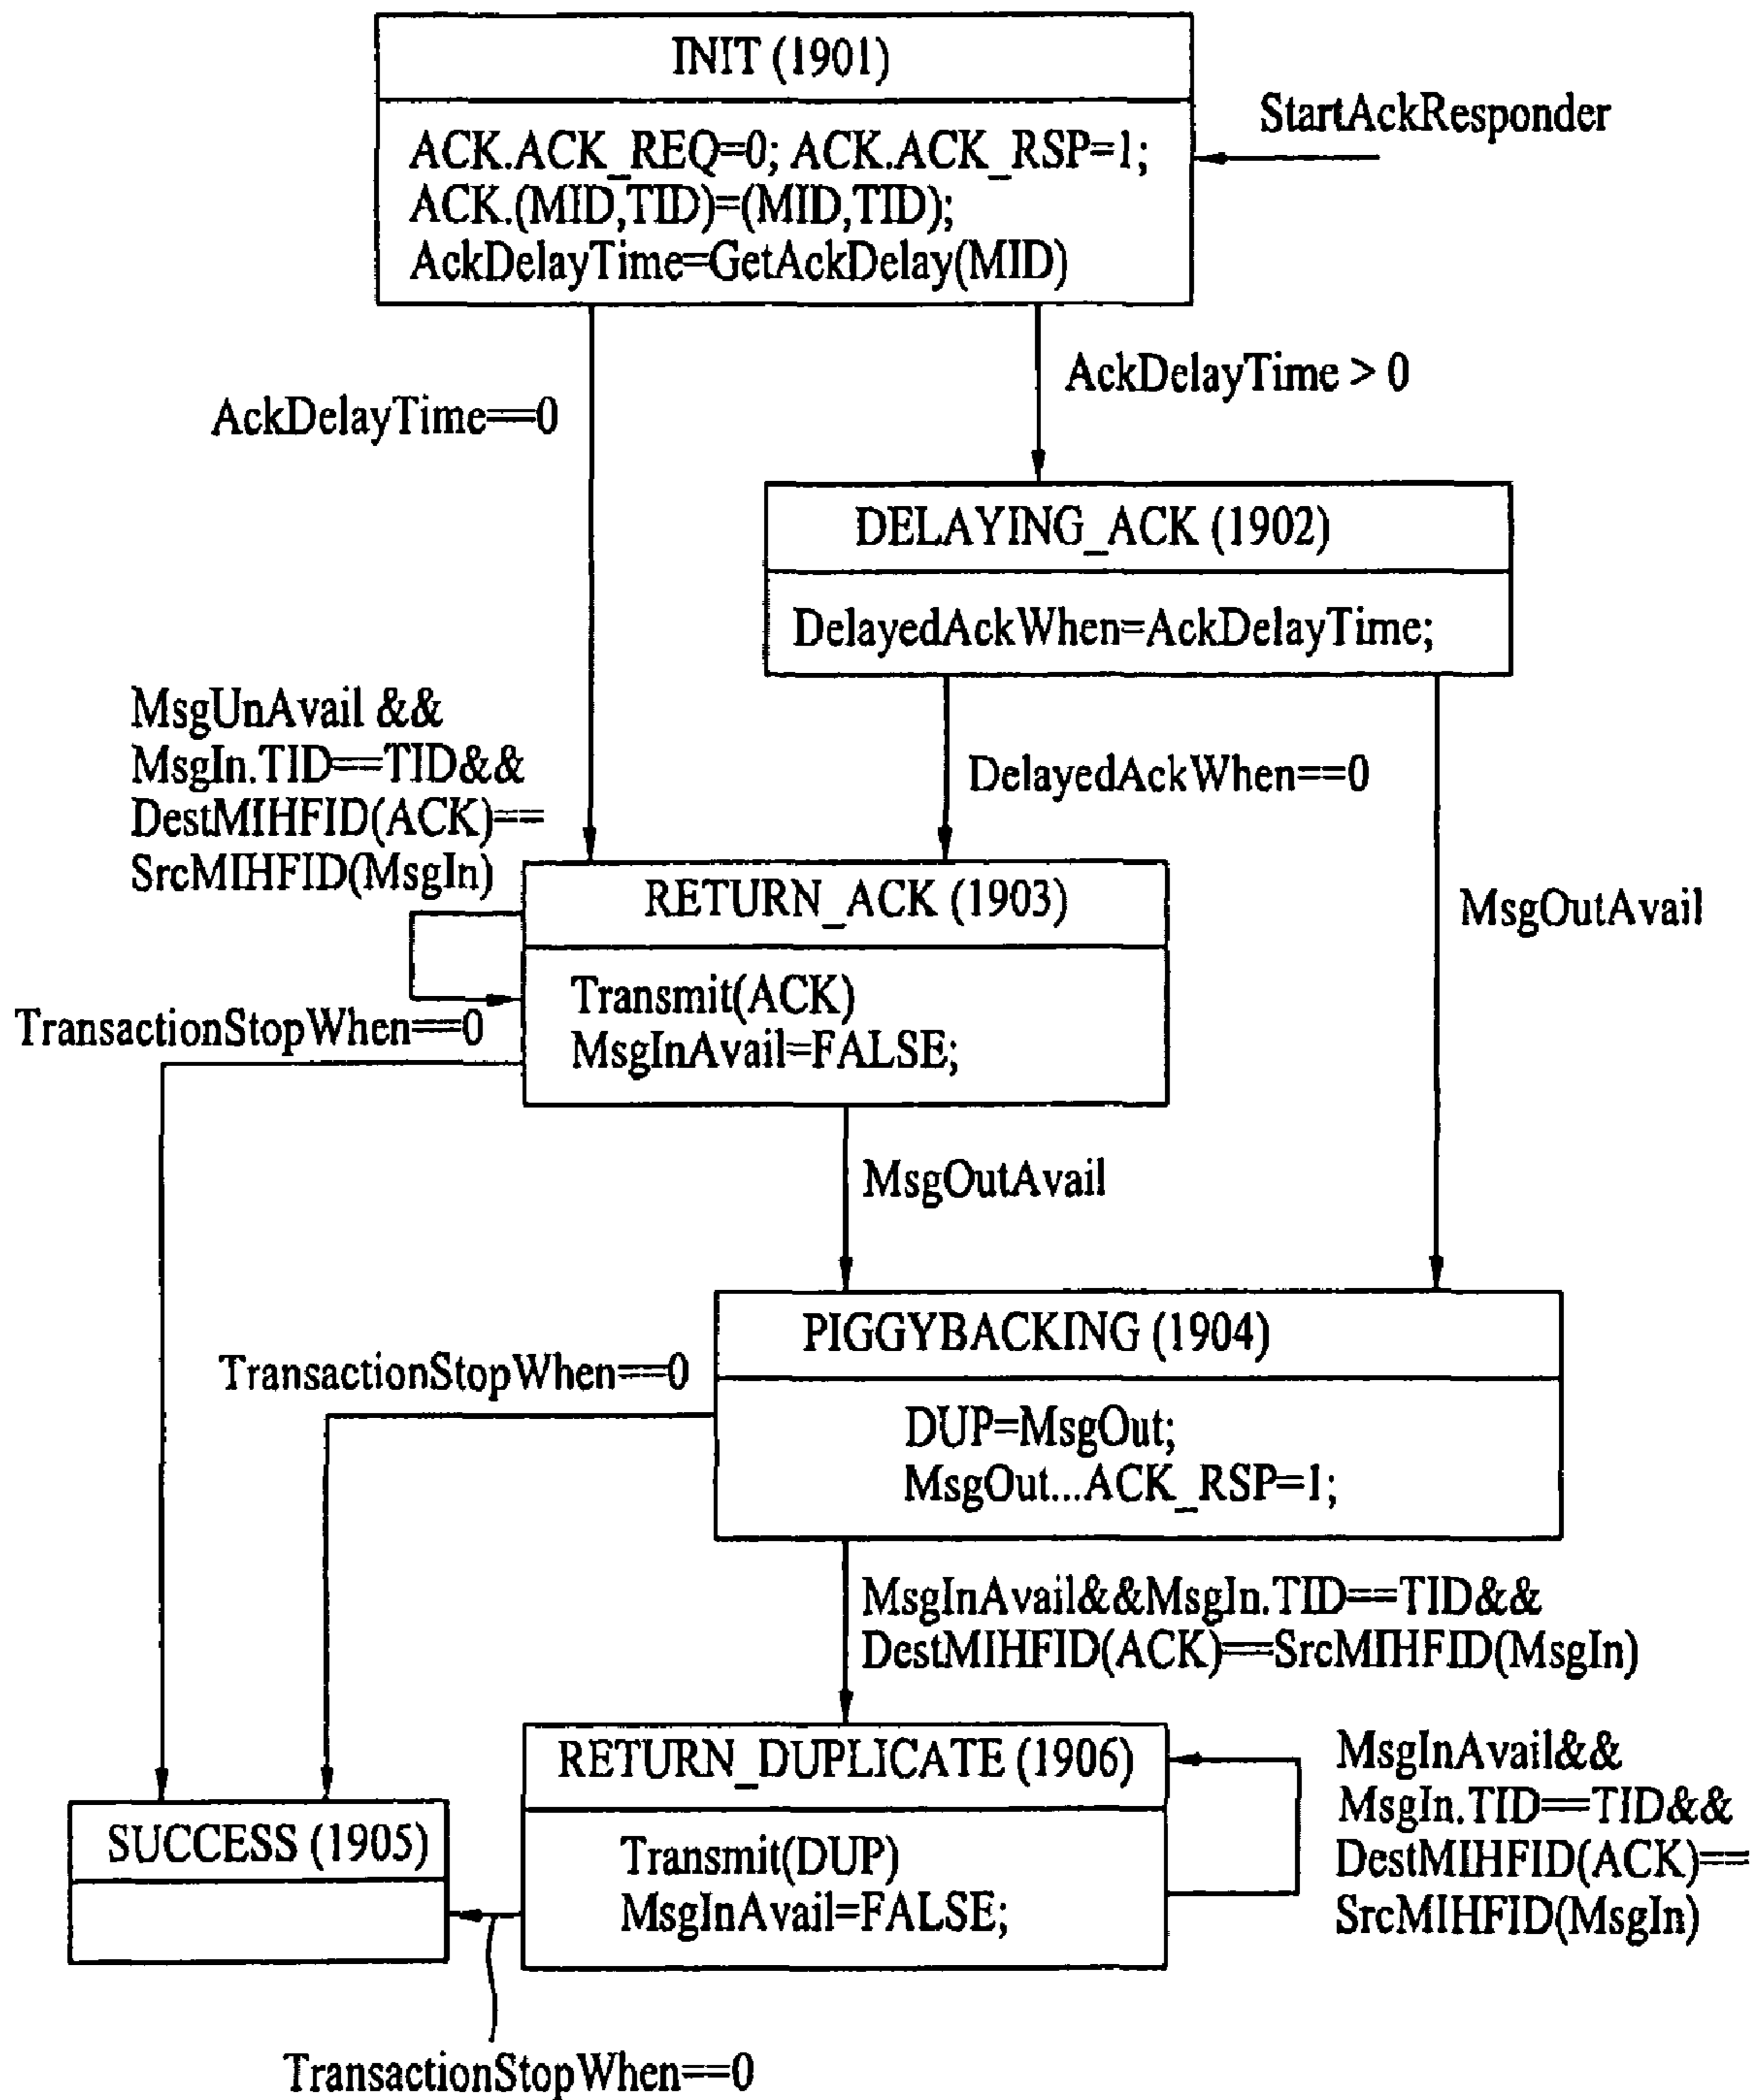 INIT (1901)
StartAckResponder
ACK.ACK_REQ=0; ACK.ACK_RSP=1;
ACK.(MID,TID)=(MID,TID);
AckDelayTime=GetAckDelay(MID)
AckDelayTime > 0
AckDelayTime==0
DELAYING_ACK (1902)
DelayedAckWhen=AckDelayTime;
MsgUnAvail &&
MsgIn.TID==TID&&
DestMIHFID(ACK)==
SrcMIHFID(MsgIn)
DelayedAckWhen==0
RETURN_ACK (1903)
MsgOutAvail
Transmit(ACK)
MsgInAvail=FALSE;
TransactionStopWhen==0
MsgOutAvail
PIGGYBACKING (1904)
TransactionStopWhen==0
DUP=MsgOut;
MsgOut...ACK_RSP=1;
MsgInAvail&&MsgIn.TID==TID&&
DestMIHFID(ACK)==SrcMIHFID(MsgIn)
RETURN_DUPLICATE (1906)
Transmit(DUP)
MsgInAvail=FALSE;
MsgInAvail&&
MsgIn.TID==TID&&
DestMIHFID(ACK)==
SrcMIHFID(MsgIn)
SUCCESS (1905)
TransactionStopWhen==0